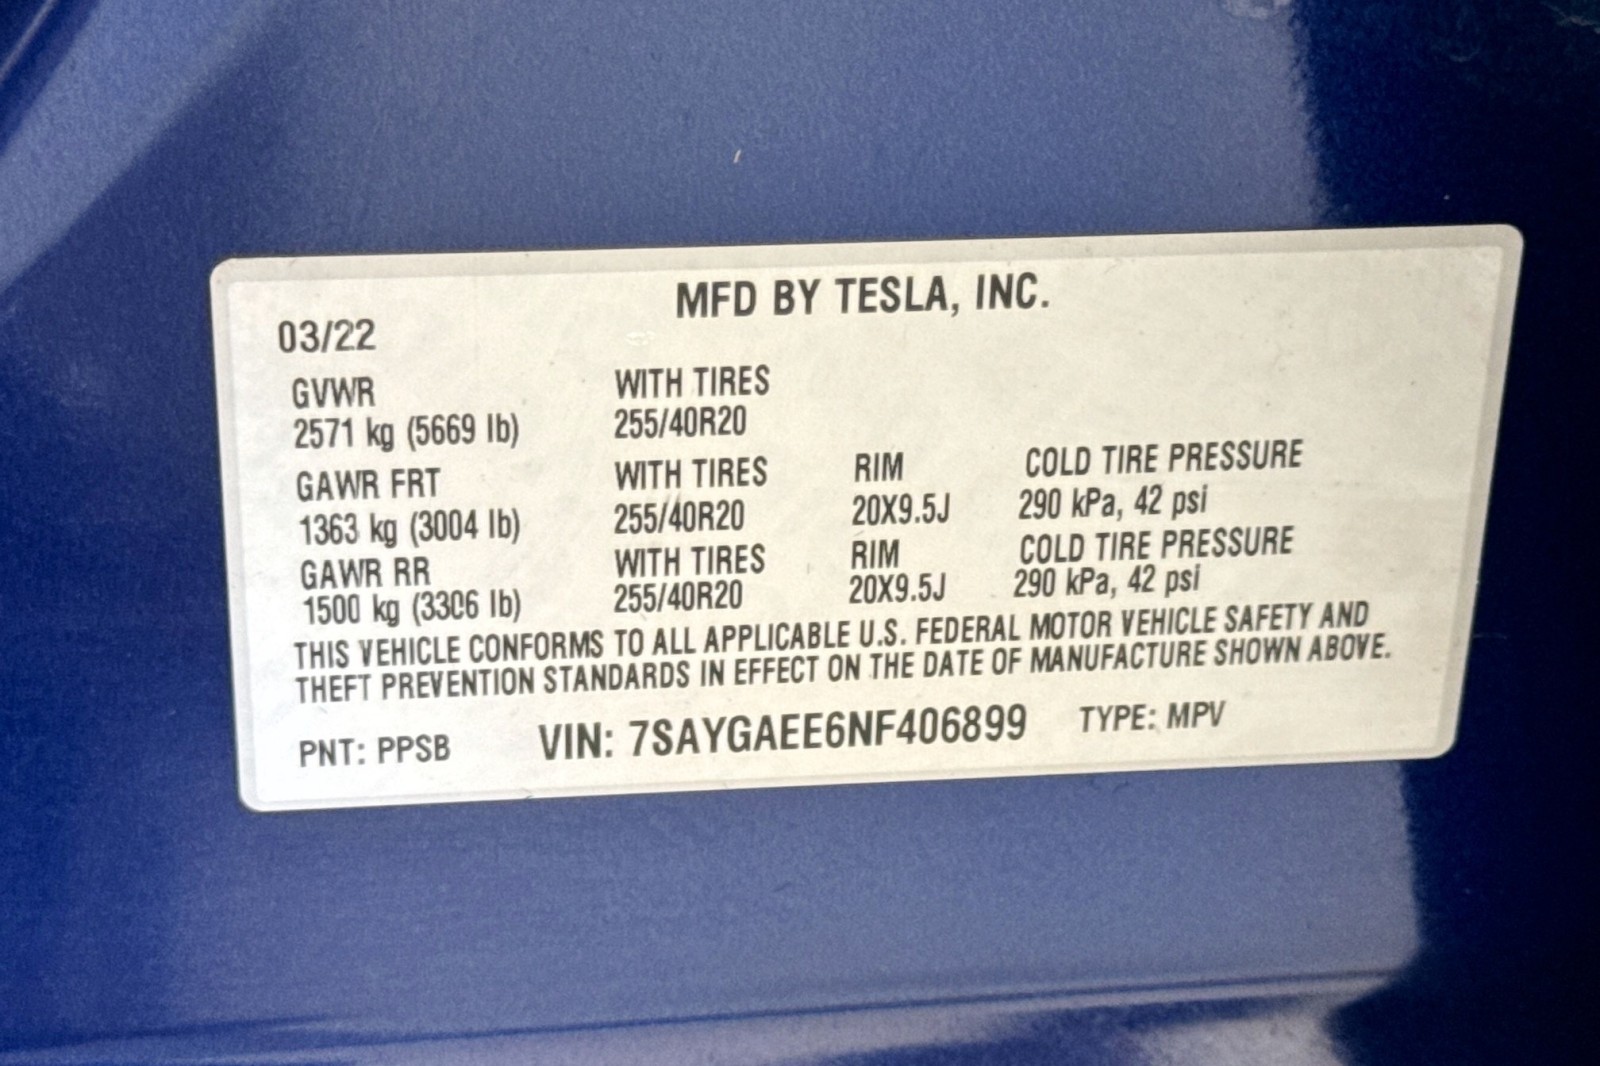 MFD BY TESLA, INC.
03/22
GVWR WITH TIRES
2571 kg (5669 lb) 255/40R20
GAWR FRT WITH TIRES RIM COLD TIRE PRESSURE
1363 kg (3004 lb) 255/40R20 20X9.5J 290 kPa, 42 psi
GAWR RR WITH TIRES RIM COLD TIRE PRESSURE
1500 kg (3306 lb) 255/40R20 20X9.5J 290 kPa, 42 psi
THIS VEHICLE CONFORMS TO ALL APPLICABLE U.S. FEDERAL MOTOR VEHICLE SAFETY AND
THEFT PREVENTION STANDARDS IN EFFECT ON THE DATE OF MANUFACTURE SHOWN ABOVE.
PNT: PPSB VIN: 7SAYGAEE6NF406899 TYPE: MPV